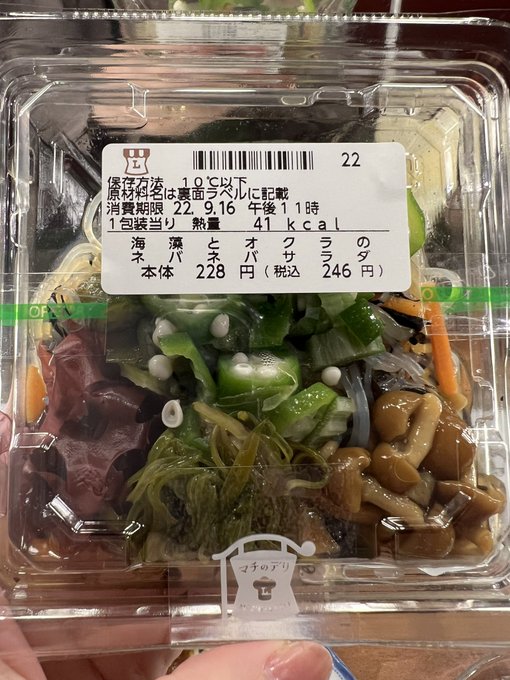 22
保存方法 10℃以下
原材料名は裏面ラベルに記載
消費期限 22. 9.16 午後11時
1包装当り 熱量 41 kcal
海藻とオクラの
ネバネバサラダ
本体 228 円 (税込 246 円)
OPEN
マチのデリ
L